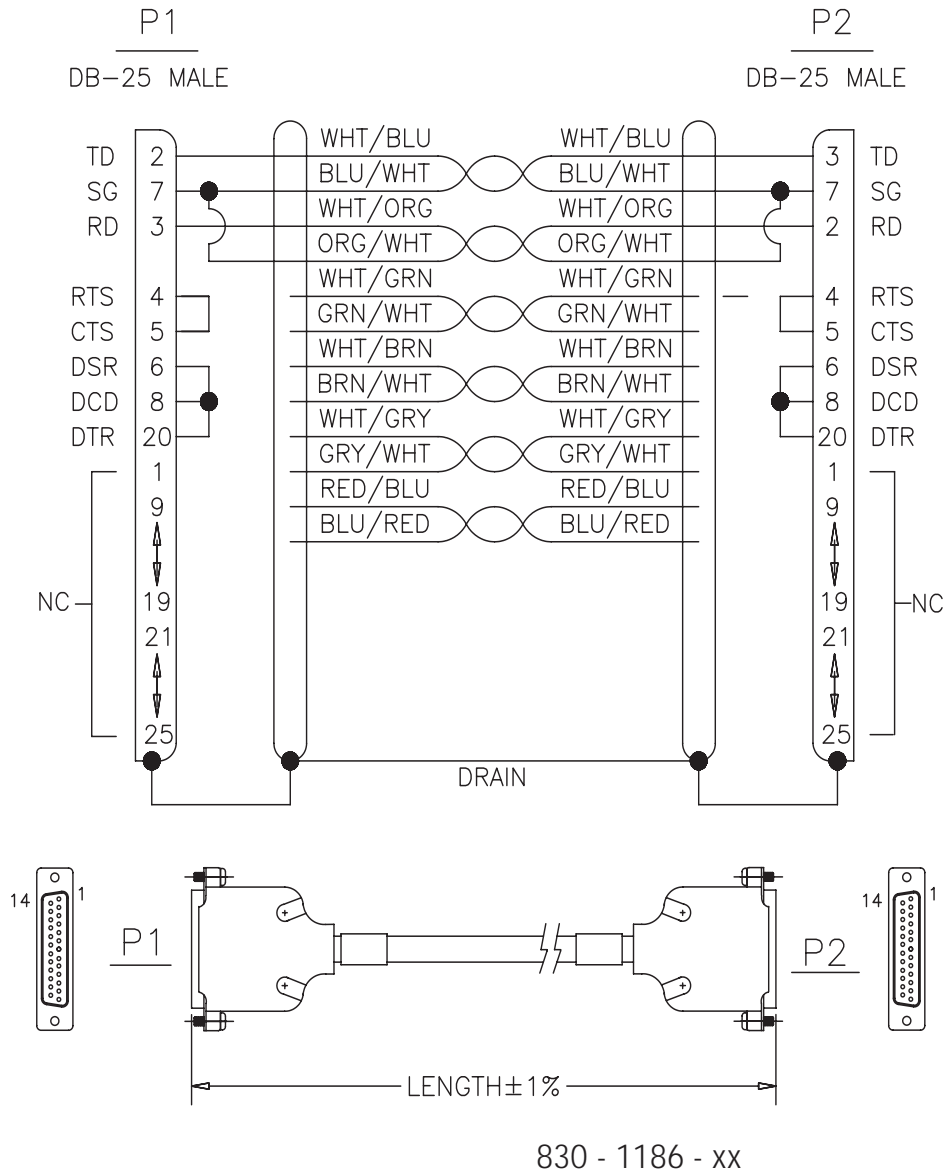 P1
P2
DB-25 MALE
DB-25 MALE
WHT/BLU WHT/BLU
TD 2 3 TD
BLU/WHT BLU/WHT
SG 7 7 SG
WHT/ORG WHT/ORG
RD 3 2 RD
ORG/WHT ORG/WHT
WHT/GRN WHT/GRN
RTS 4 4 RTS
GRN/WHT GRN/WHT
CTS 5 5 CTS
WHT/BRN WHT/BRN
DSR 6 6 DSR
BRN/WHT BRN/WHT
DCD 8 8 DCD
WHT/GRY WHT/GRY
DTR 20 20 DTR
GRY/WHT GRY/WHT
1 1
RED/BLU RED/BLU
9 9
BLU/RED BLU/RED
NC 19 19 NC
21 21
25 25
DRAIN
14 1 14 1
P1 P2
LENGTH±1%
830 - 1186 - xx